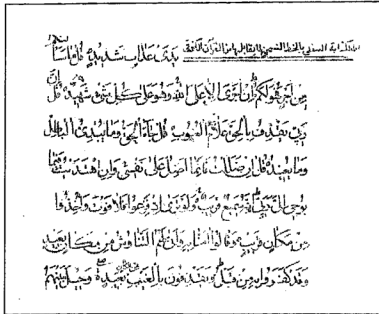 يدي عذاب شديد قل ما سألتكم
من اجر فهو لكم ان اجري الا على الله وهو على كل شيء شهيد قل ان
ربي يقذف بالحق علام الغيوب قل جاء الحق وما يبدئ الباطل
وما يعيد قل ان ضللت فانما اضل على نفسي وان اهتديت فبما
يوحي الي ربي انه سميع قريب ولو ترى اذ فزعوا فلا فوت واخذوا
من مكان قريب وقالوا امنا به وانى لهم التناوش من مكان بعيد
وقد كفروا به من قبل ويقذفون بالغيب من مكان بعيد وحيل بينهم